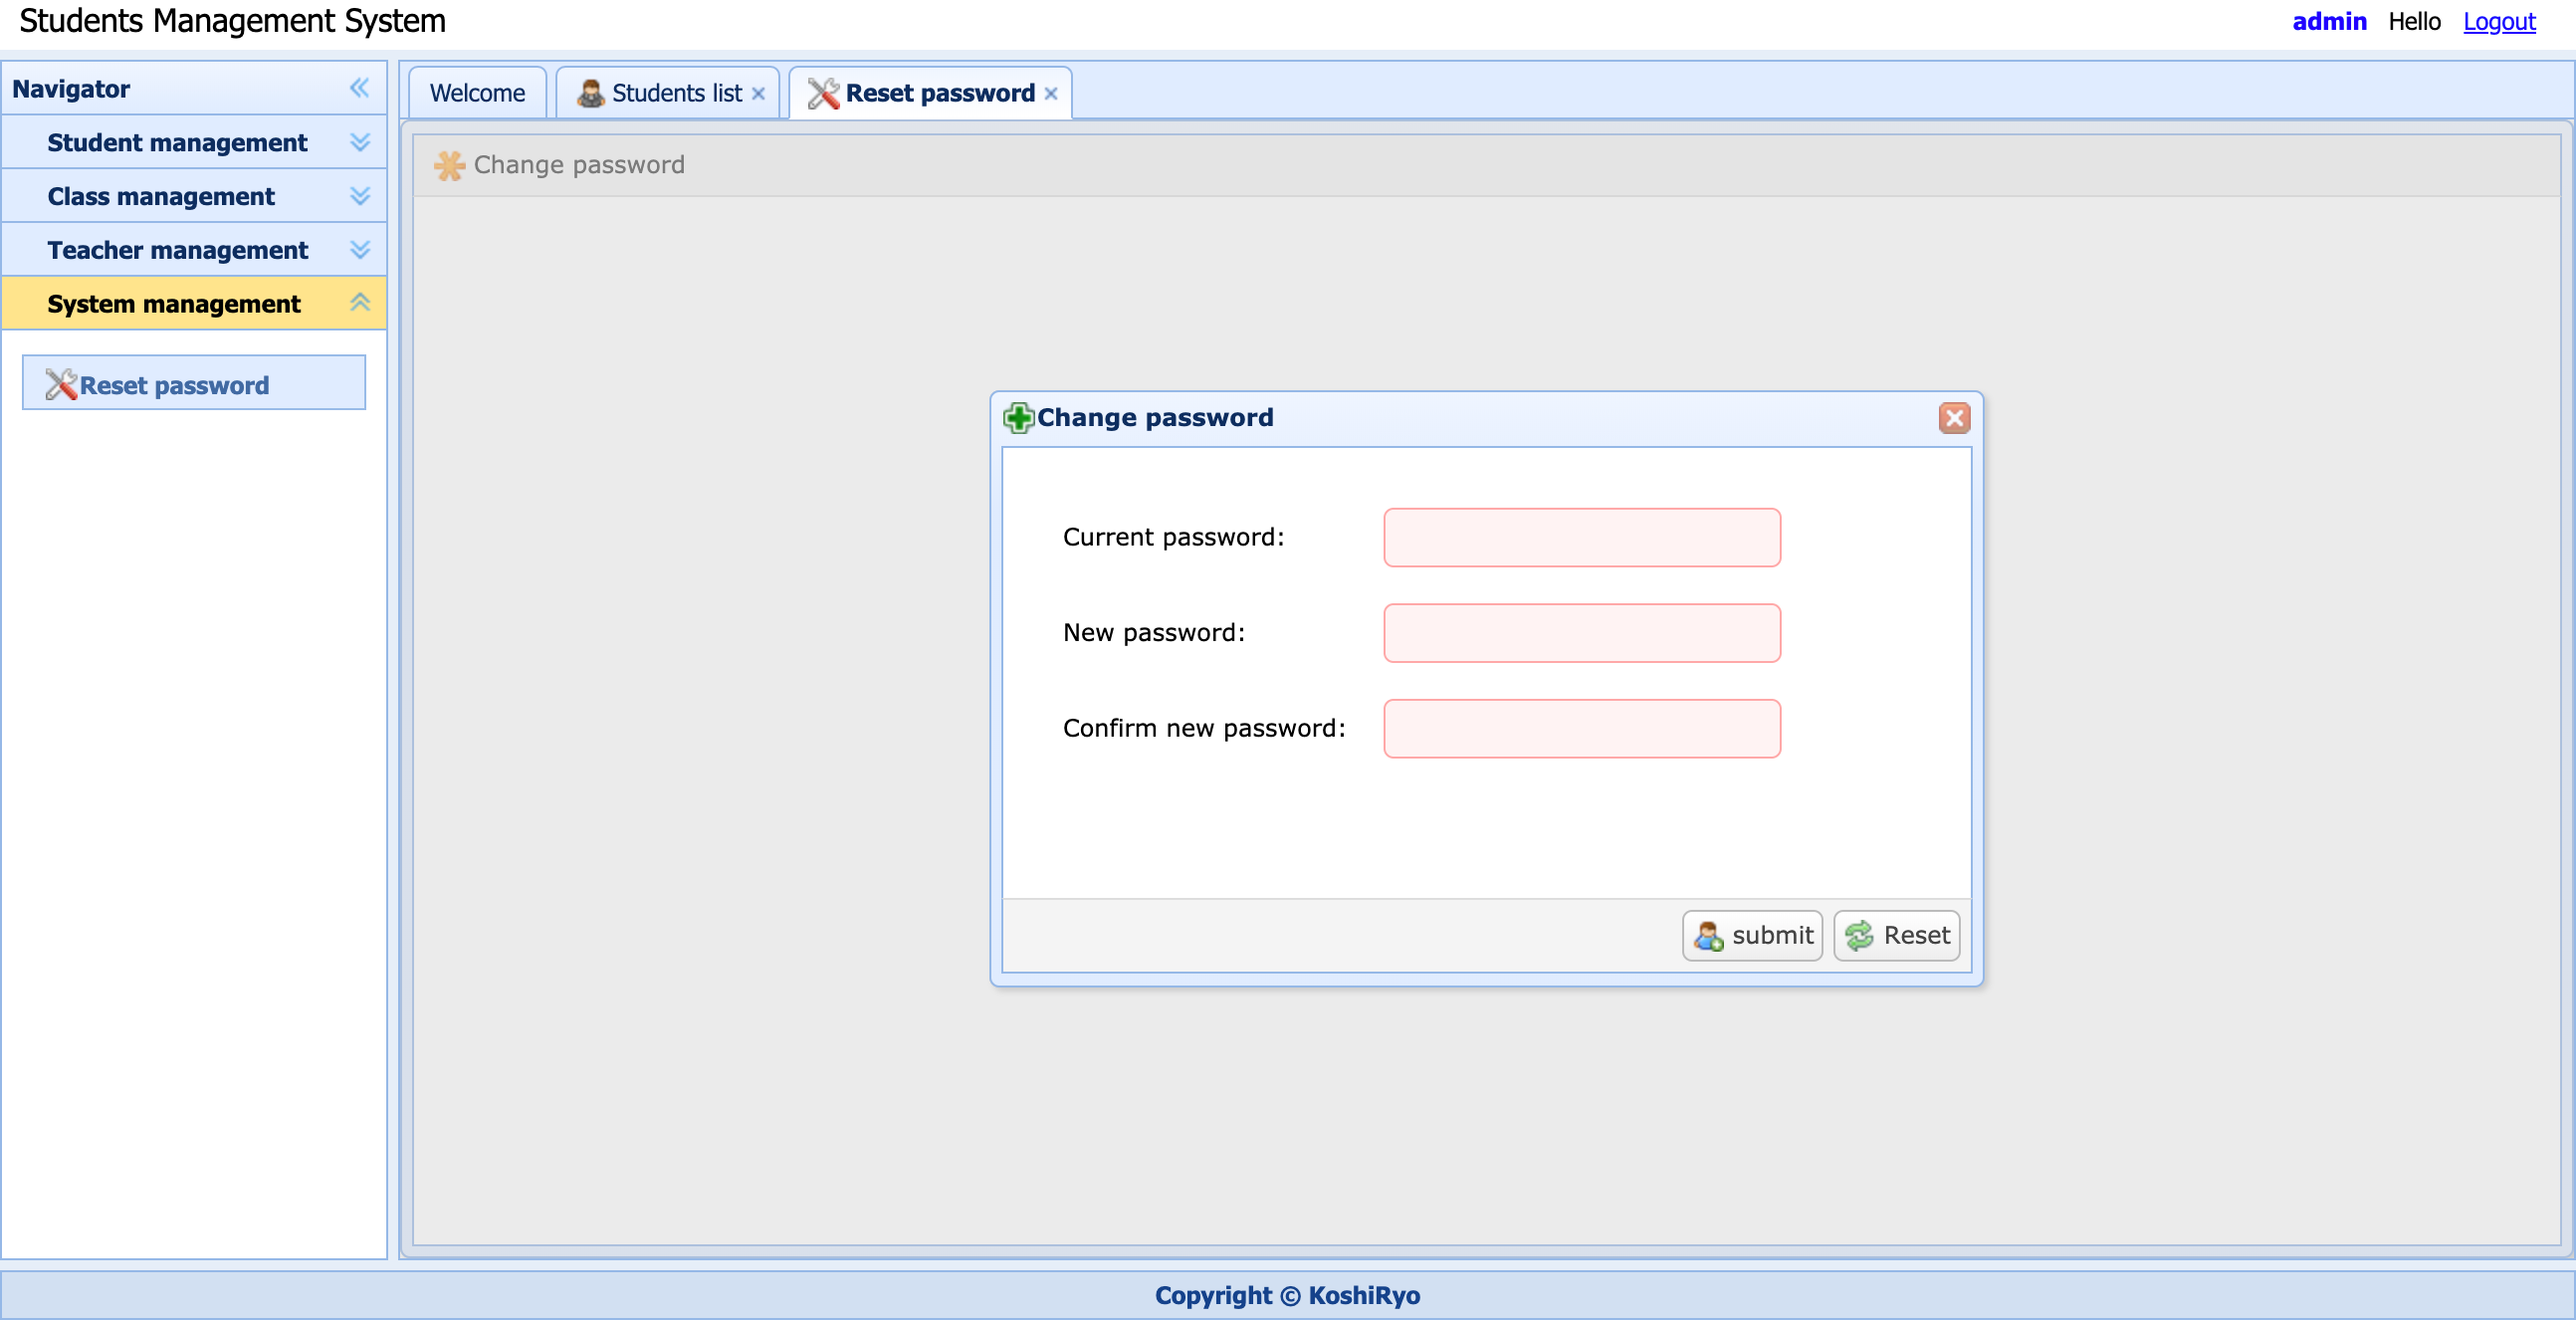 Students Management System
admin Hello Logout
Navigator
Student management
Class management
Teacher management
System management
Reset password
Welcome
Students list
Reset password
Change password
Change password
Current password:
New password:
Confirm new password:
submit
Reset
Copyright © KoshiRyo